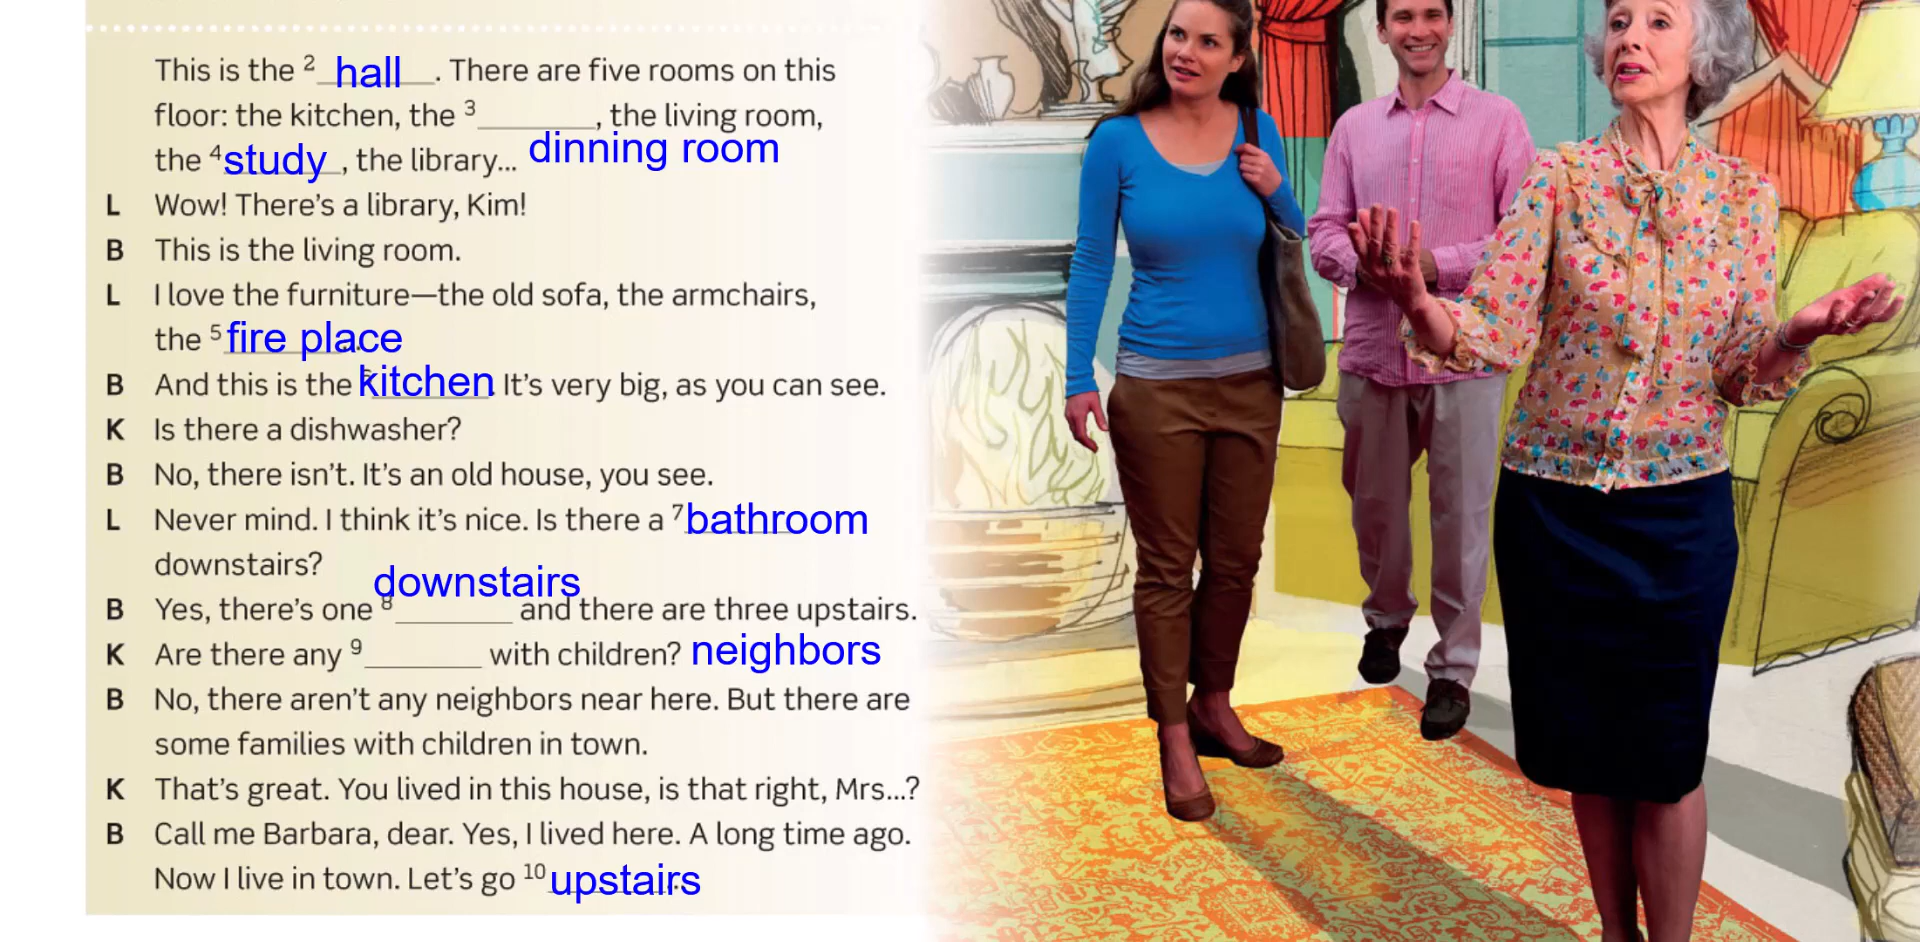 This is the 2 hall. There are five rooms on this
floor: the kitchen, the 3________, the living room,
dinning room
the 4 study, the library...
L Wow! There's a library, Kim!
B This is the living room.
L I love the furniture—the old sofa, the armchairs,
the 5 fire place.
B And this is the kitchen. It's very big, as you can see.
K Is there a dishwasher?
B No, there isn't. It's an old house, you see.
L Never mind. I think it's nice. Is there a 7 bathroom
downstairs?
downstairs
B Yes, there's one 8________ and there are three upstairs.
K Are there any 9________ with children? neighbors
B No, there aren't any neighbors near here. But there are
some families with children in town.
K That's great. You lived in this house, is that right, Mrs...?
B Call me Barbara, dear. Yes, I lived here. A long time ago.
Now I live in town. Let's go 10 upstairs.